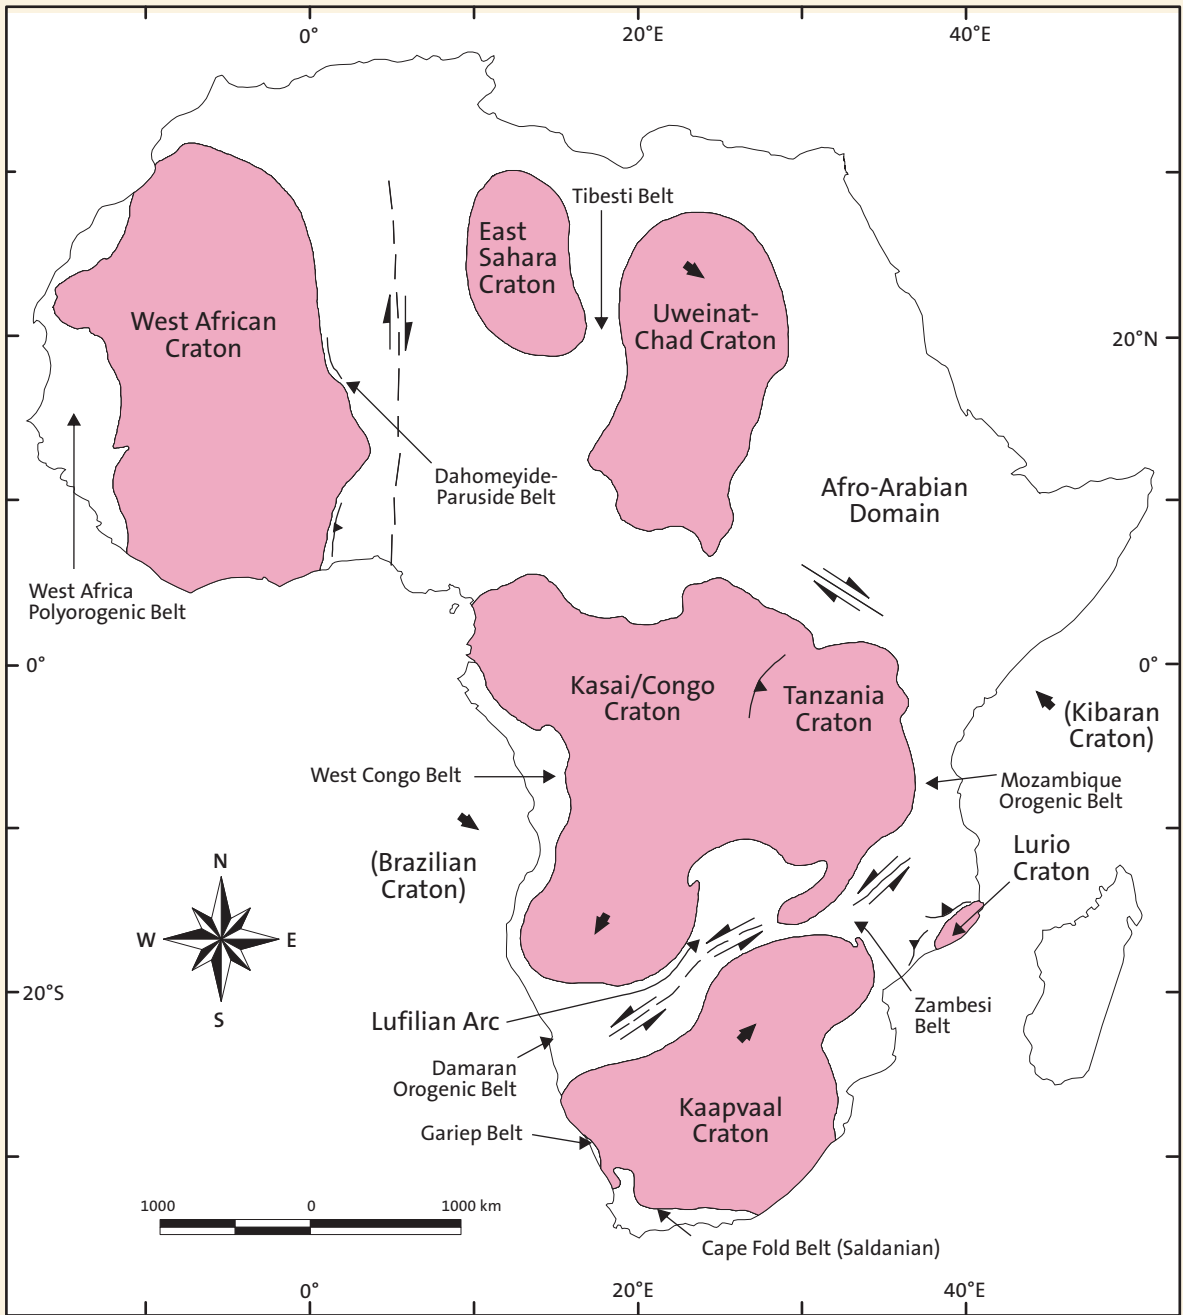 0°
20°E
40°E
Tibesti Belt
East
Sahara
Craton
West African
Craton
Uweinat-
Chad Craton
20°N
Dahomeyide-
Paruside Belt
Afro-Arabian
Domain
West Africa
Polyorogenic Belt
0°
0°
Kasai/Congo
Craton
Tanzania
Craton
(Kibaran
Craton)
West Congo Belt
Mozambique
Orogenic Belt
(Brazilian
Craton)
Lurio
Craton
N
W
E
S
20°S
Lufilian Arc
Zambesi
Belt
Damaran
Orogenic Belt
Gariep Belt
Kaapvaal
Craton
1000
0
1000 km
Cape Fold Belt (Saldanian)
0°
20°E
40°E